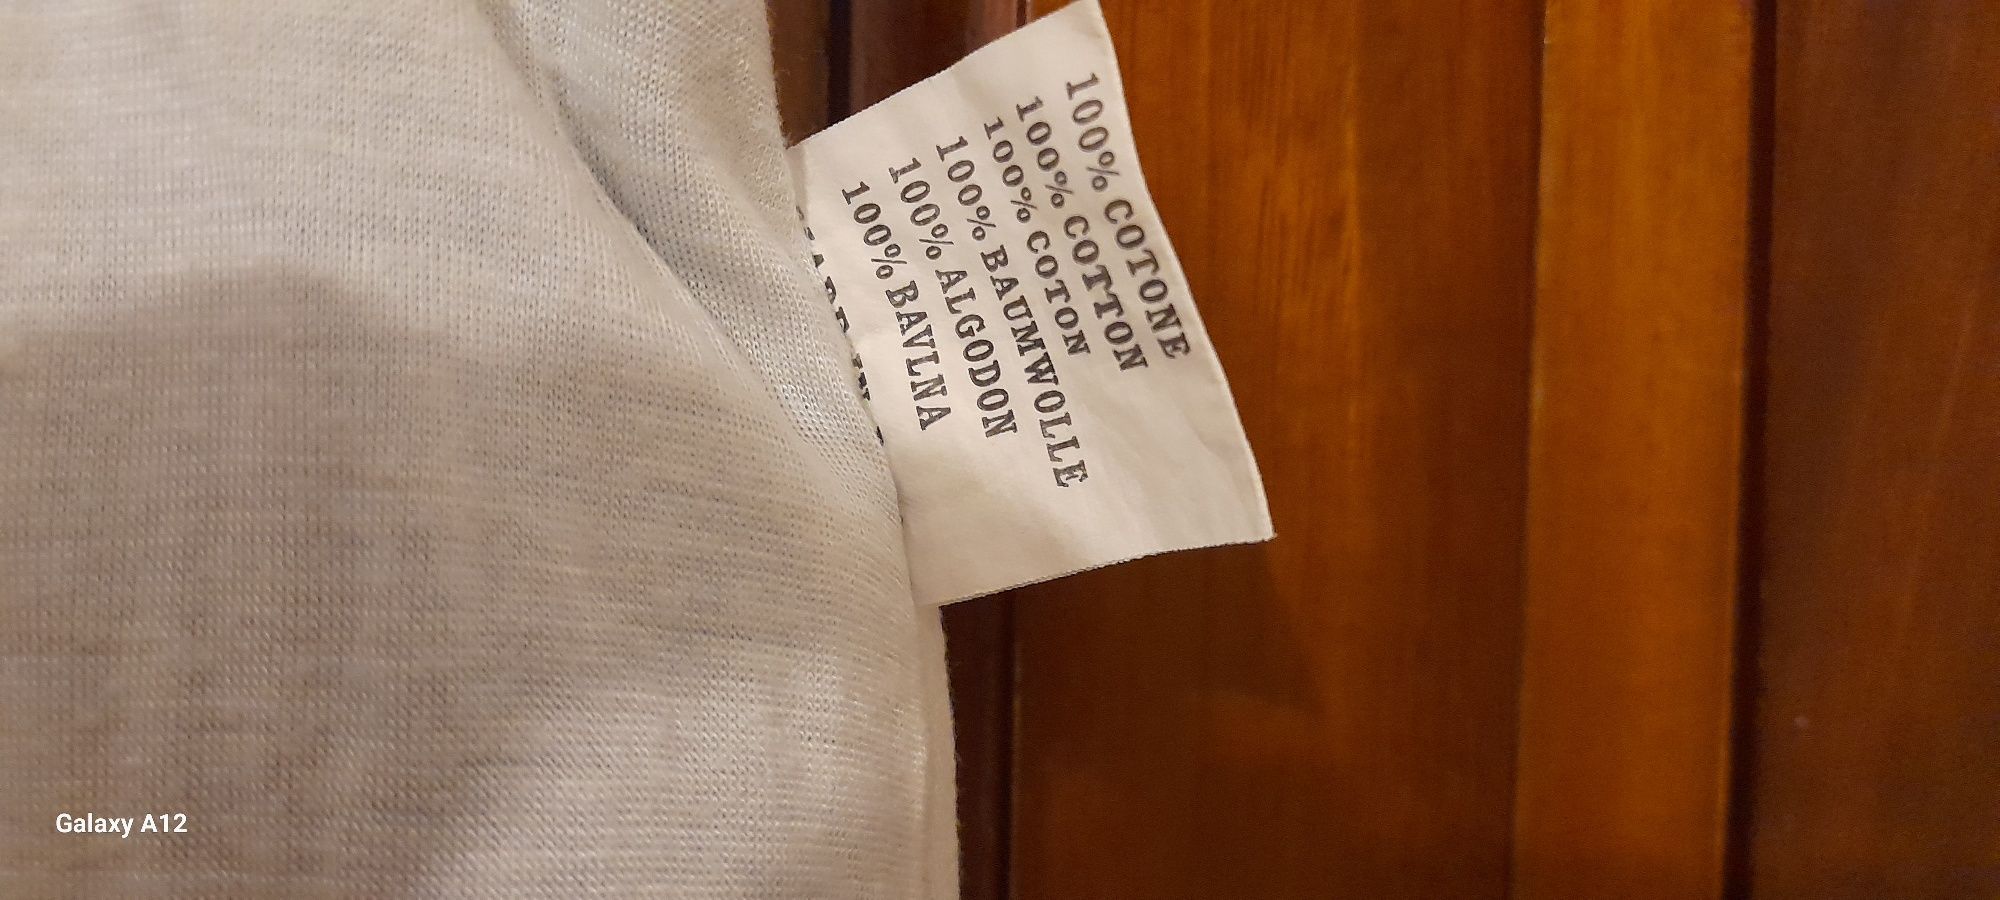 100% COTONE
100% COTTON
100% COTON
100% BAUMWOLLE
100% ALGODON
100% BAVLNA
Galaxy A12